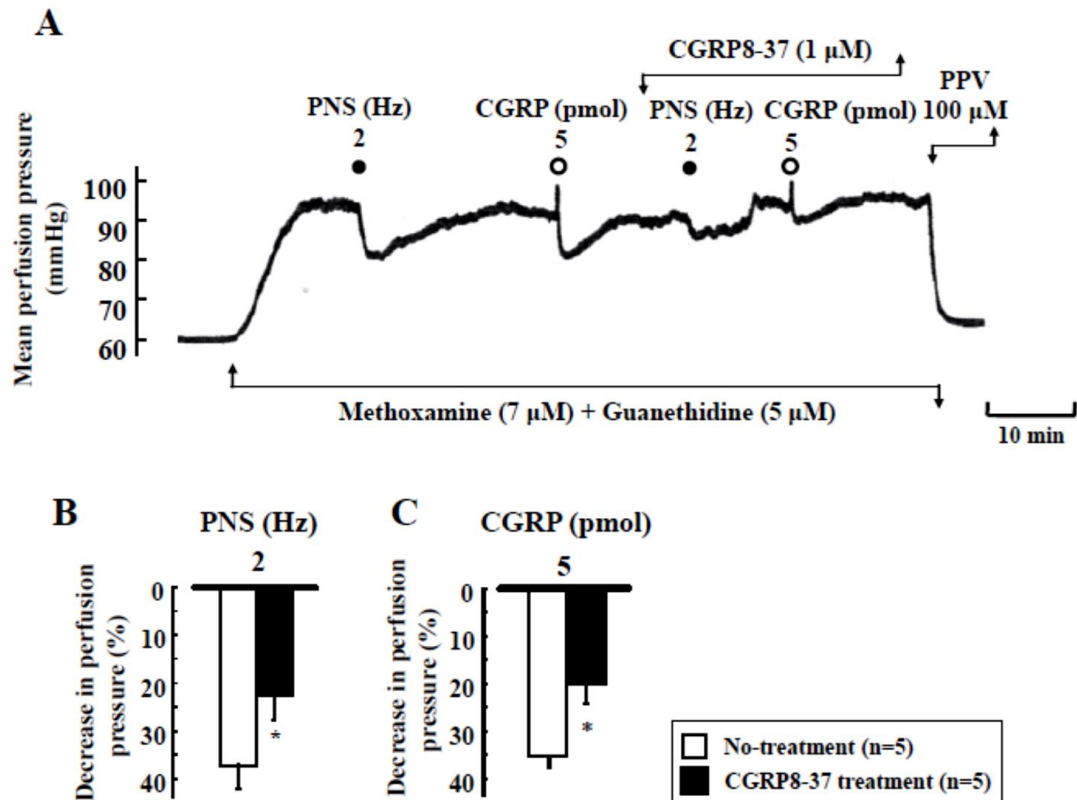 A
CGRP8-37 (1 µM)
PPV
PNS (Hz) CGRP (pmol) PNS (Hz) CGRP (pmol) 100 µM
2 5 2 5
Mean perfusion pressure
(mmHg)
100
90
80
70
60
Methoxamine (7 µM) + Guanethidine (5 µM)
10 min
B
PNS (Hz)
2
Decrease in perfusion
pressure (%)
0
10
20
30
40
*
C
CGRP (pmol)
5
Decrease in perfusion
pressure (%)
0
10
20
30
40
*
No-treatment (n=5)
CGRP8-37 treatment (n=5)